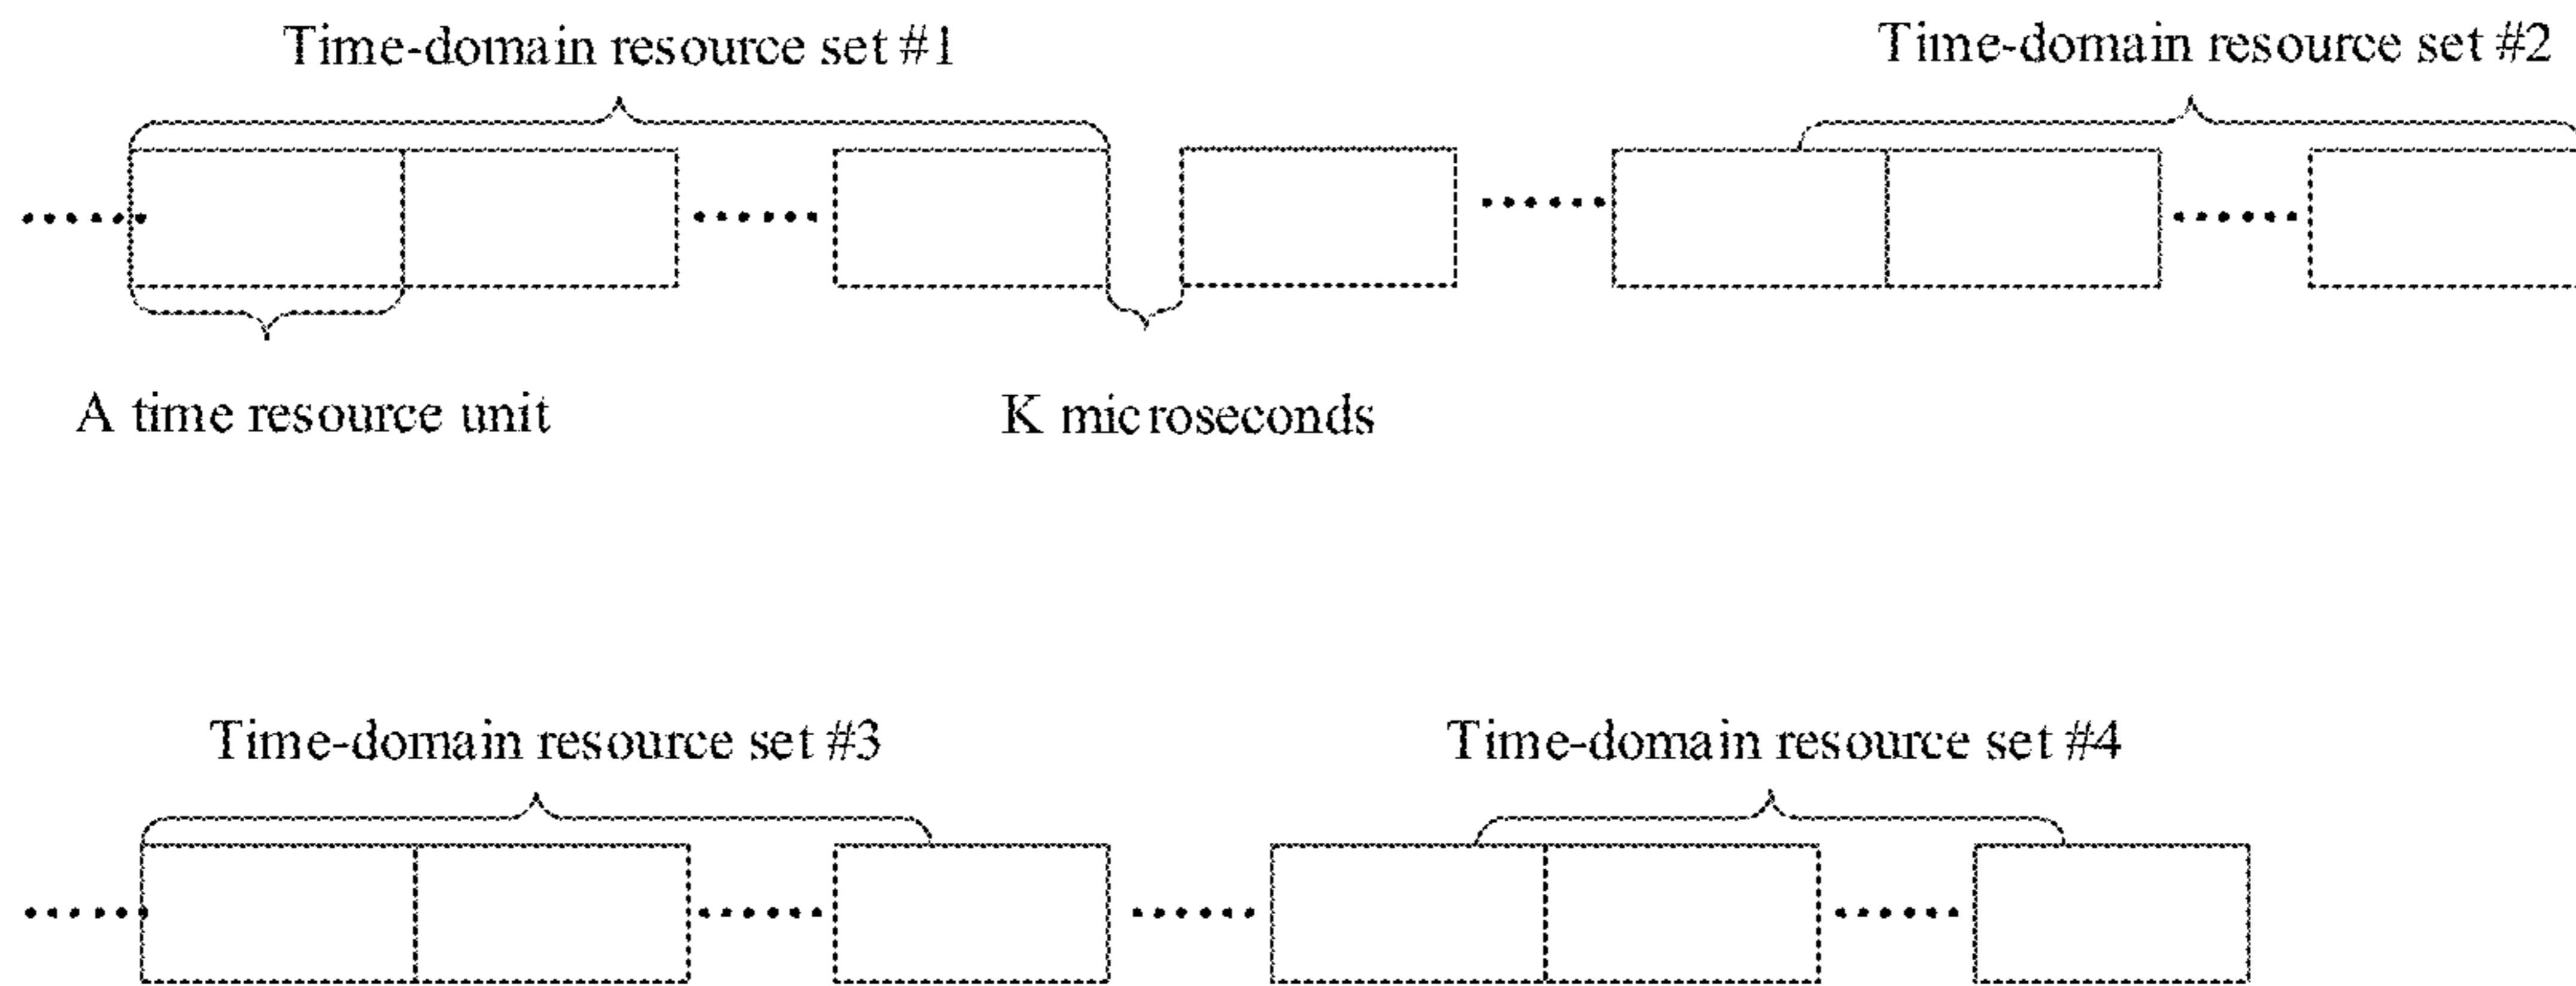 Time-domain resource set #1
Time-domain resource set #2
A time resource unit
K microseconds
Time-domain resource set #3
Time-domain resource set #4